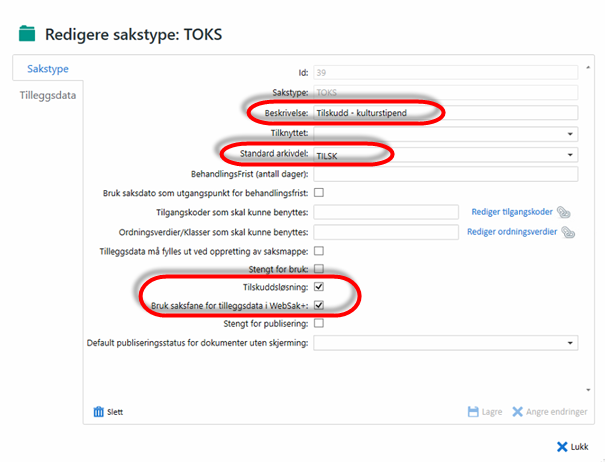 Redigere sakstype: TOKS
Sakstype
Tilleggsdata
Id: 39
Sakstype: TOKS
Beskrivelse: Tilskudd - kulturstipend
Tilknyttet:
Standard arkivdel: TILSK
BehandlingsFrist (antall dager):
Bruk saksdato som utgangspunkt for behandlingsfrist:
Tilgangskoder som skal kunne benyttes: Rediger tilgangskoder
Ordningsverdier/Klasser som skal kunne benyttes: Rediger ordningsverdier
Tilleggsdata må fylles ut ved oppretting av saksmappe:
Stengt for bruk:
Tilskuddsløsning:
Bruk saksfane for tilleggsdata i WebSak+:
Stengt for publisering:
Default publiseringsstatus for dokumenter uten skjerming:
Slett Lagre Angre endringer
Lukk